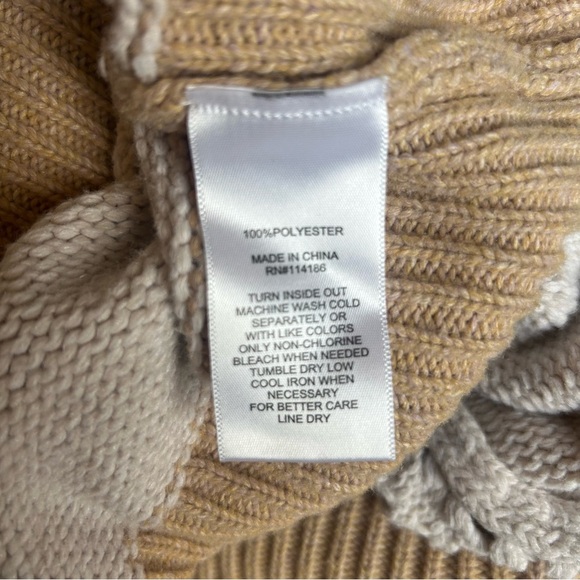 100%POLYESTER
MADE IN CHINA
RN#114186
TURN INSIDE OUT
MACHINE WASH COLD
SEPARATELY OR
WITH LIKE COLORS
ONLY NON-CHLORINE
BLEACH WHEN NEEDED
TUMBLE DRY LOW
COOL IRON WHEN
NECESSARY
FOR BETTER CARE
LINE DRY